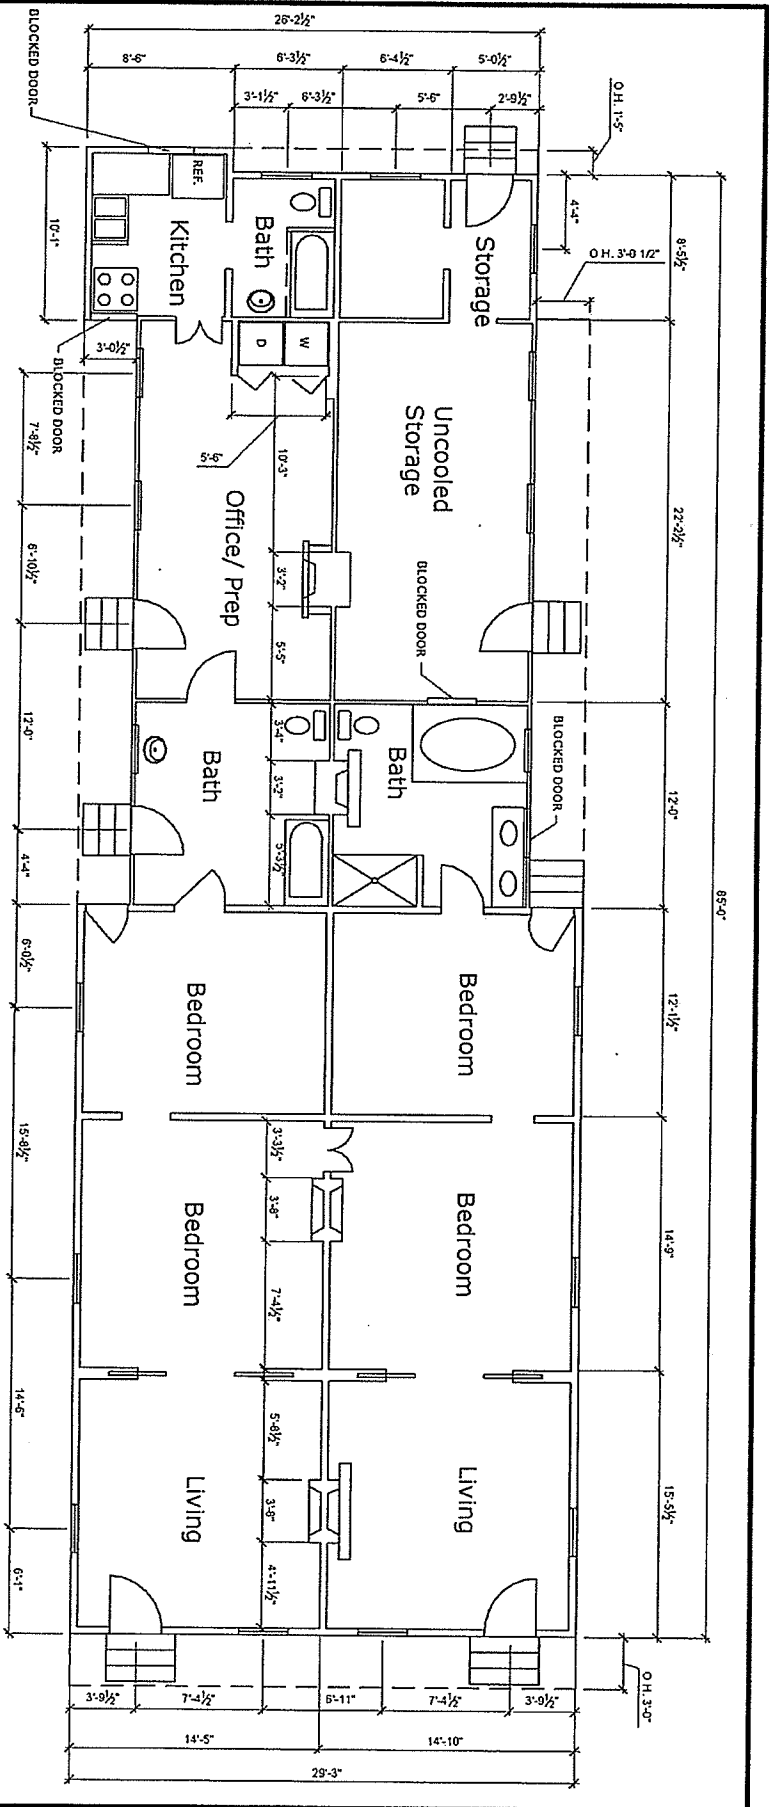 BLOCKED DOOR
26'-2½"
8'-6"
6'-3½"
6'-4½"
5'-0½"
3'-1½"
6'-3½"
5'-6"
2'-9½"
O.H. 1'-5"
10'-1"
REF.
Kitchen
Bath
Storage
4'-4"
8'-5½"
O H. 3'-0 1/2"
BLOCKED DOOR
3'-0½"
D
W
5'-6"
10'-3"
Uncooled
Storage
22'-2½"
7'-8½"
Office/ Prep
3'-2"
5'-5"
BLOCKED DOOR
6'-10½"
12'-0"
Bath
3'-4"
3'-2"
5'-3½"
Bath
BLOCKED DOOR
12'-0"
85'-0"
4'-4"
6'-0½"
Bedroom
Bedroom
12'-1½"
15'-8½"
Bedroom
3'-3½"
3'-8"
7'-4½"
Bedroom
14'-9"
14'-6"
Living
5'-8½"
3'-8"
4'-11½"
Living
15'-5½"
6'-1"
O H. 3'-0"
3'-9½"
7'-4½"
6'-11"
7'-4½"
3'-9½"
14'-5"
14'-10"
29'-3"